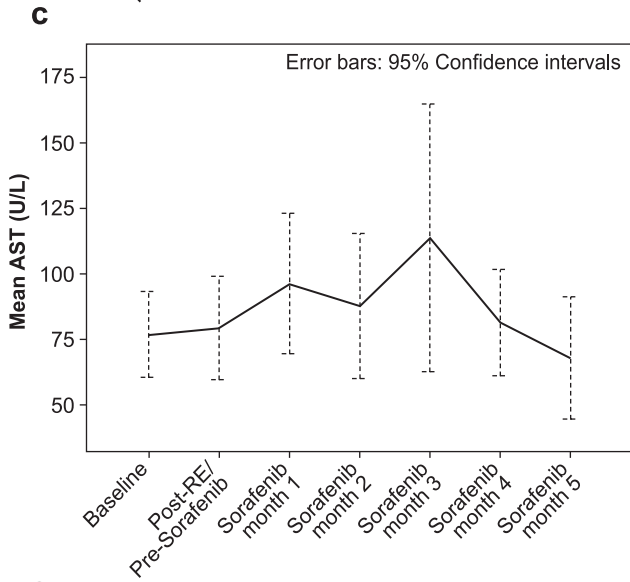 c
Error bars: 95% Confidence intervals
175
150
125
100
75
50
Mean AST (U/L)
Baseline
Post-RE/
Pre-Sorafenib
Sorafenib
month 1
Sorafenib
month 2
Sorafenib
month 3
Sorafenib
month 4
Sorafenib
month 5